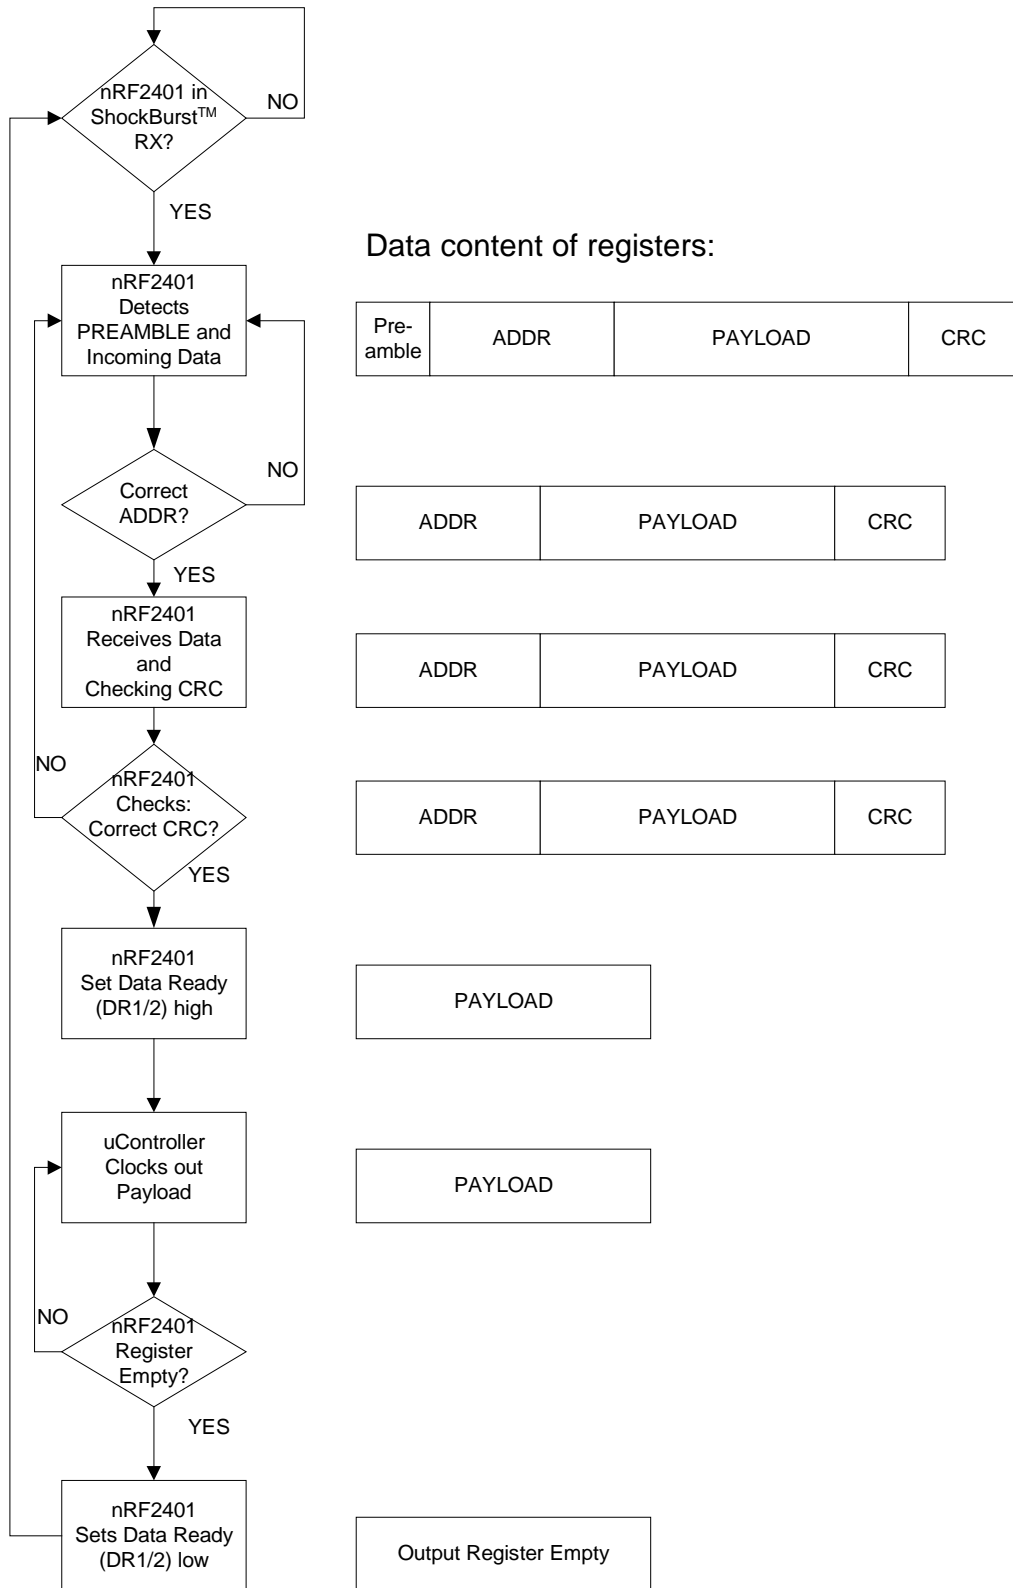 nRF2401 in
ShockBurst™
RX?
NO
YES
Data content of registers:
nRF2401
Detects
PREAMBLE and
Incoming Data
Pre-
amble
ADDR
PAYLOAD
CRC
NO
Correct
ADDR?
ADDR
PAYLOAD
CRC
YES
nRF2401
Receives Data
and
Checking CRC
ADDR
PAYLOAD
CRC
NO
nRF2401
Checks:
Correct CRC?
ADDR
PAYLOAD
CRC
YES
nRF2401
Set Data Ready
(DR1/2) high
PAYLOAD
uController
Clocks out
Payload
PAYLOAD
NO
nRF2401
Register
Empty?
YES
nRF2401
Sets Data Ready
(DR1/2) low
Output Register Empty